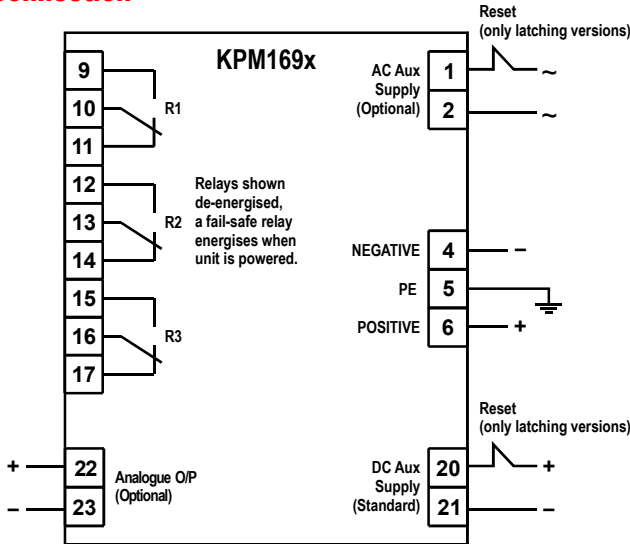 Reset
(only latching versions)
KPM169x
9
10
11
R1
12
13
14
R2
15
16
17
R3
Relays shown
de-energised,
a fail-safe relay
energises when
unit is powered.
AC Aux
Supply
(Optional)
1
2
~
~
NEGATIVE 4 –
PE 5
POSITIVE 6 +
Reset
(only latching versions)
+ 22
– 23
Analogue O/P
(Optional)
DC Aux
Supply
(Standard)
20 +
21 –